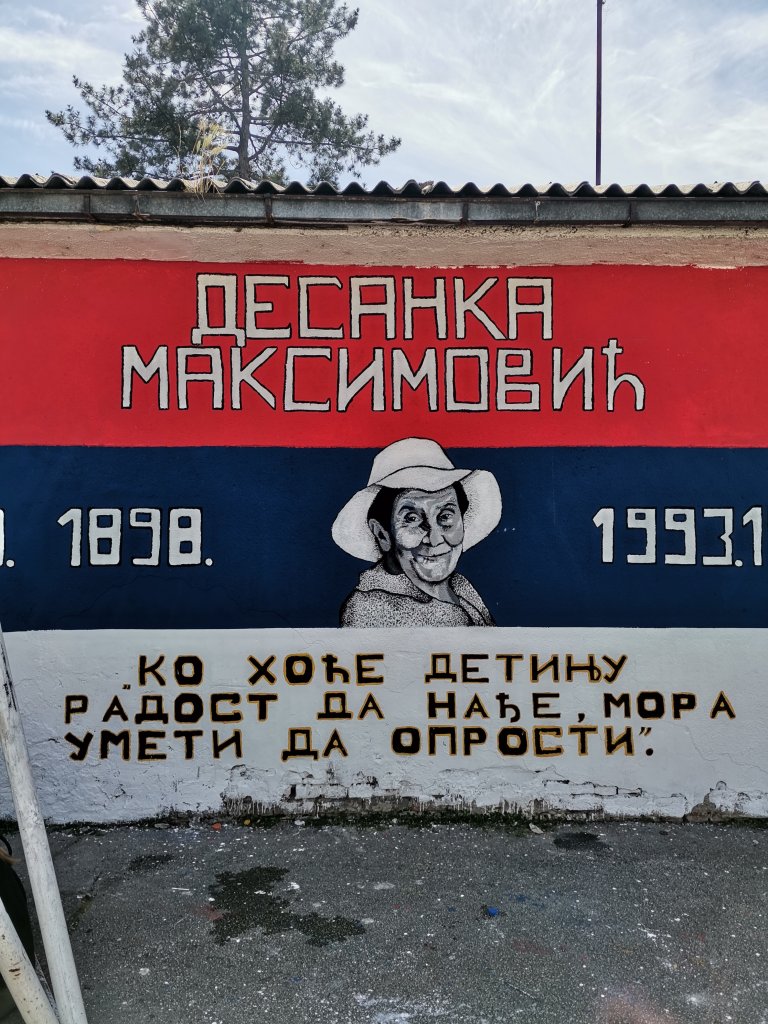 ДЕСАНКА
МАКСИМОВИЋ
1898.
1993.
„КО ХОЋЕ ДЕТИЊУ
РАДОСТ ДА НАЂЕ, МОРА
УМЕТИ ДА ОПРОСТИ”.